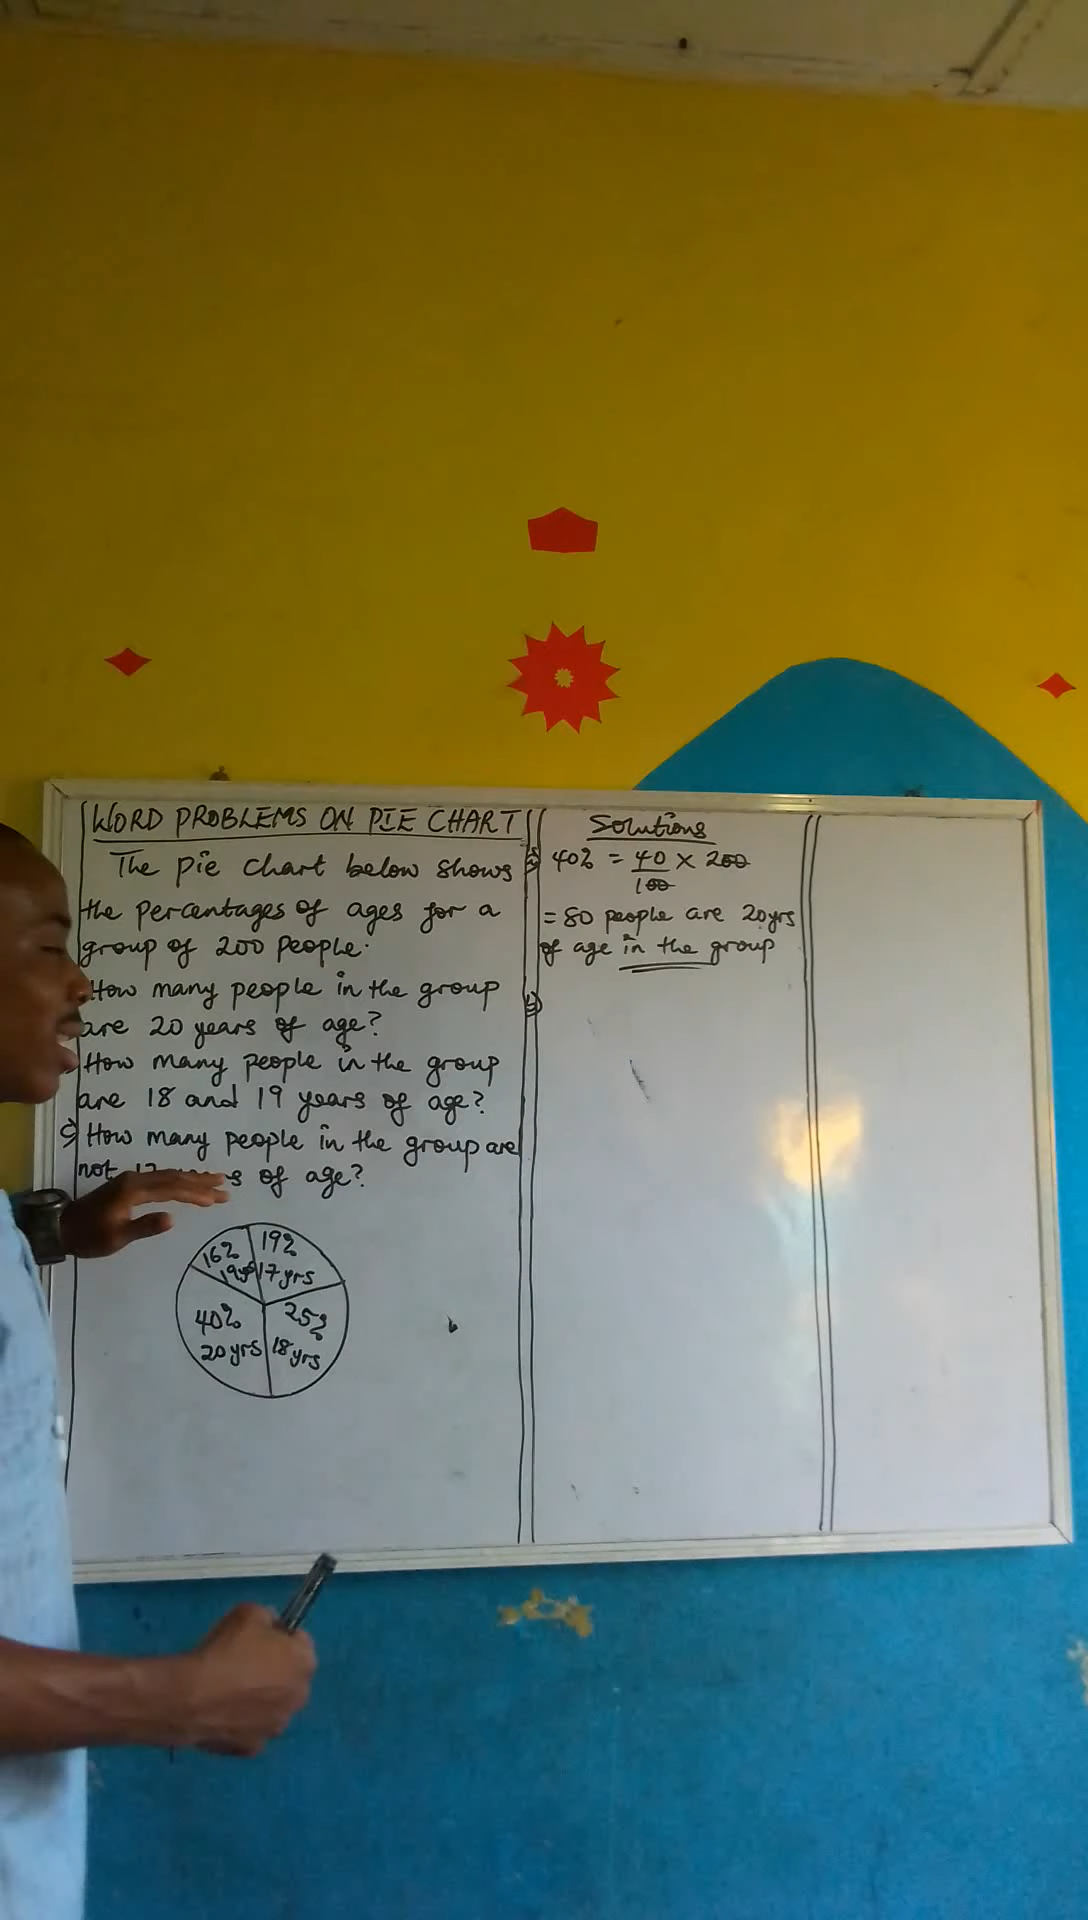 WORD PROBLEMS ON PIE CHART
The pie chart below shows
the percentages of ages for a
group of 200 people.
How many people in the group
are 20 years of age?
How many people in the group
are 18 and 19 years of age?
c) How many people in the group are
not of age?
16% 19%
19yrs 17yrs
40% 25%
20yrs 18yrs
Solutions
40% = 40 × 200
100
= 80 people are 20yrs
of age in the group